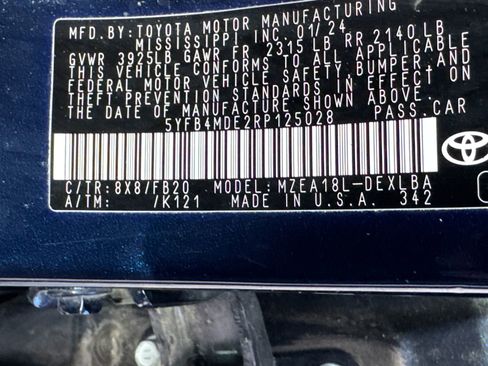 MFD. BY: TOYOTA MOTOR MANUFACTURING
MISSISSIPPI, INC. 01/24
GVWR 3925LB GAWR FR 2315 LB, RR 2140 LB
THIS VEHICLE CONFORMS TO ALL APPLICABLE
FEDERAL MOTOR VEHICLE SAFETY, BUMPER, AND
THEFT PREVENTION STANDARDS IN EFFECT ON
THE DATE OF MANUFACTURE SHOWN ABOVE.
5YFB4MDE2RP125028 PASS. CAR
C/TR: 8X8/FB20 MODEL: MZEA18L-DEXLBA
A/TM: /K121 MADE IN U.S.A. 342